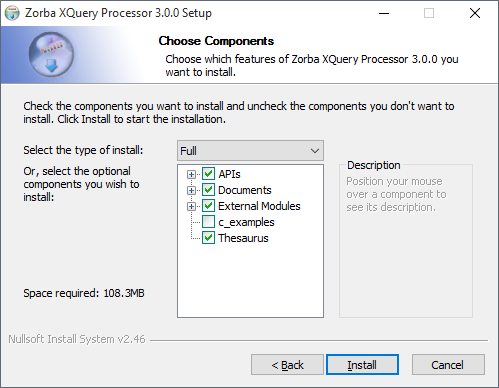 Zorba XQuery Processor 3.0.0 Setup
Choose Components
Choose which features of Zorba XQuery Processor 3.0.0 you
want to install.
Check the components you want to install and uncheck the components you don't want to
install. Click Install to start the installation.
Select the type of install:
Full
Or, select the optional
components you wish to
install:
APIs
Documents
External Modules
c_examples
Thesaurus
Description
Position your mouse
over a component to
see its description.
Space required: 108.3MB
Nullsoft Install System v2.46
< Back
Install
Cancel